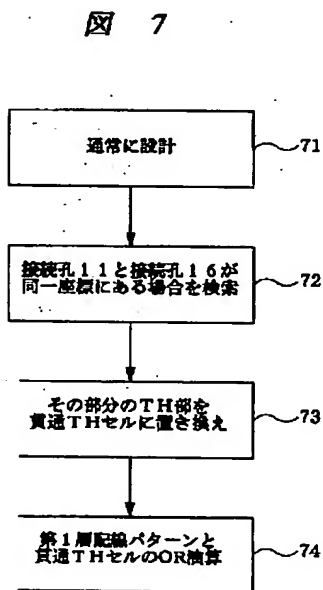 図 7
通常に設計
71
接続孔11と接続孔16が
同一座標にある場合を検索
72
その部分のTH部を
貫通THセルに置き換え
73
第1層配線パターンと
貫通THセルのOR演算
74